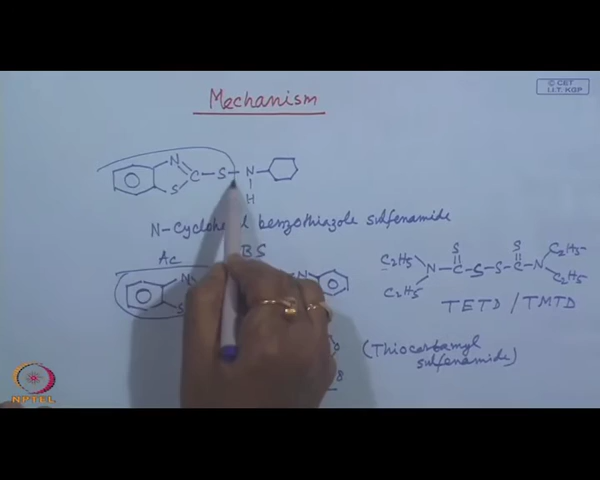 © CET
I.I.T. KGP
Mechanism
N
C – S – N
S
H
N-Cyclohe l benzothiazole sulfenamide
Ac
BS
N
N
S
C2H5
S S
C2H5
N – C – S – S – C – N
C2H5
C2H5
TETD / TMTD
(Thiocarbamyl
sulfenamide)
NPTEL